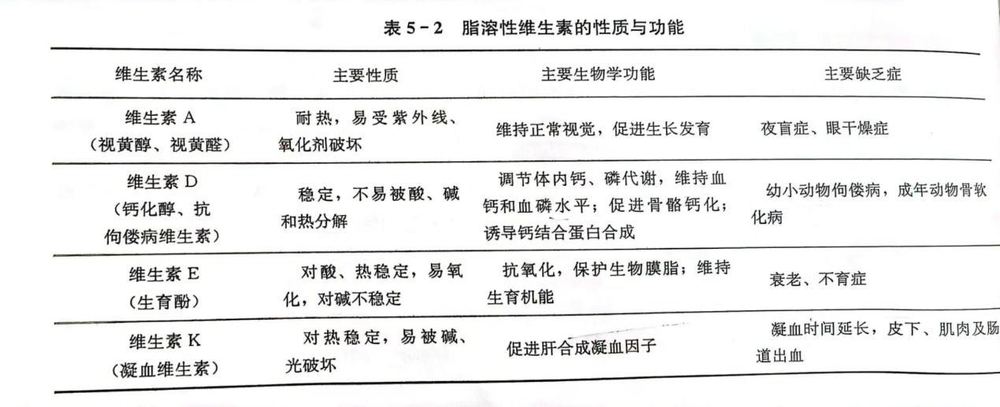 表 5-2 脂溶性维生素的性质与功能
维生素名称 主要性质 主要生物学功能 主要缺乏症
维生素 A
(视黄醇、视黄醛)
耐热，易受紫外线、
氧化剂破坏
维持正常视觉，促进生长发育
夜盲症、眼干燥症
维生素 D
(钙化醇、抗
佝偻病维生素)
稳定，不易被酸、碱
和热分解
调节体内钙、磷代谢，维持血
钙和血磷水平；促进骨骼钙化；
诱导钙结合蛋白合成
幼小动物佝偻病，成年动物骨软
化病
维生素 E
(生育酚)
对酸、热稳定，易氧
化，对碱不稳定
抗氧化，保护生物膜脂；维持
生育机能
衰老、不育症
维生素 K
(凝血维生素)
对热稳定，易被碱、
光破坏
促进肝合成凝血因子
凝血时间延长，皮下、肌肉及肠
道出血